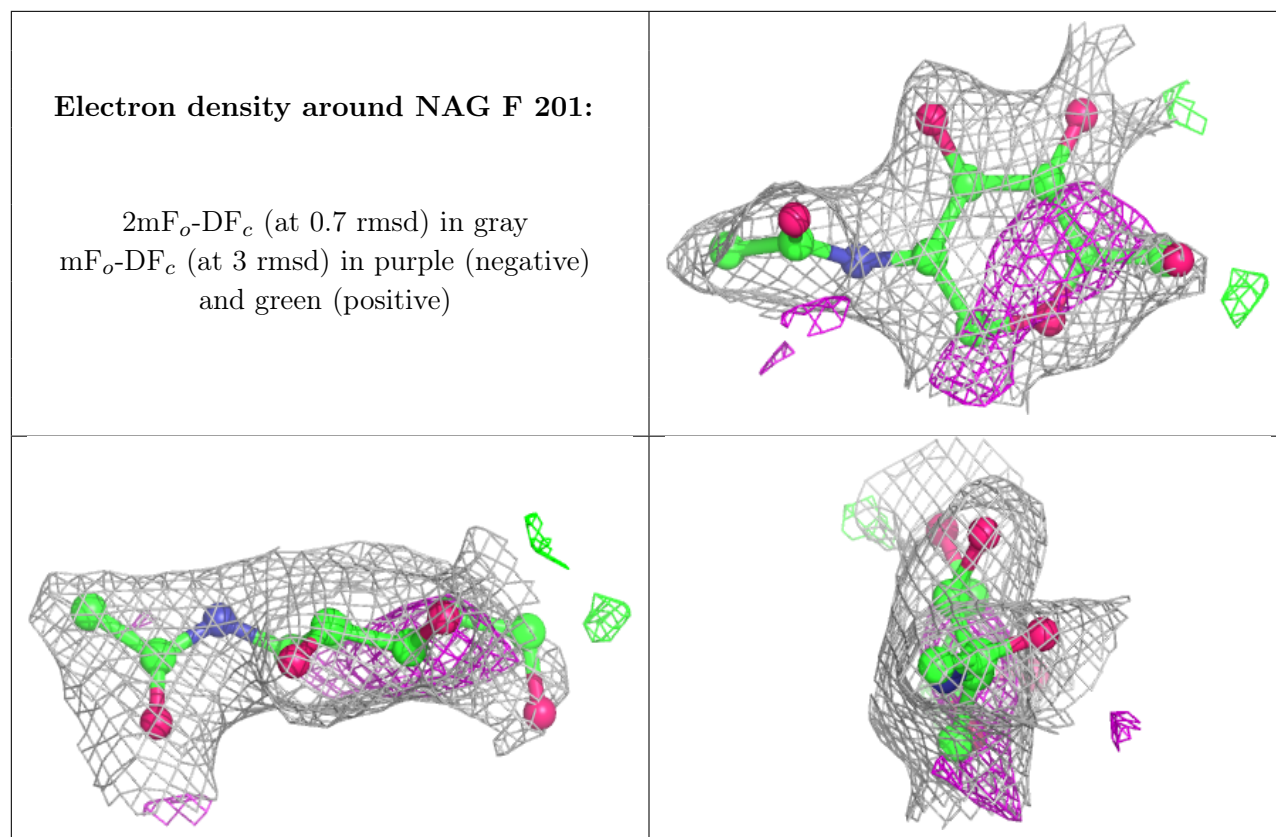 Electron density around NAG F 201:
2mFo-DFc (at 0.7 rmsd) in gray
mFo-DFc (at 3 rmsd) in purple (negative)
and green (positive)